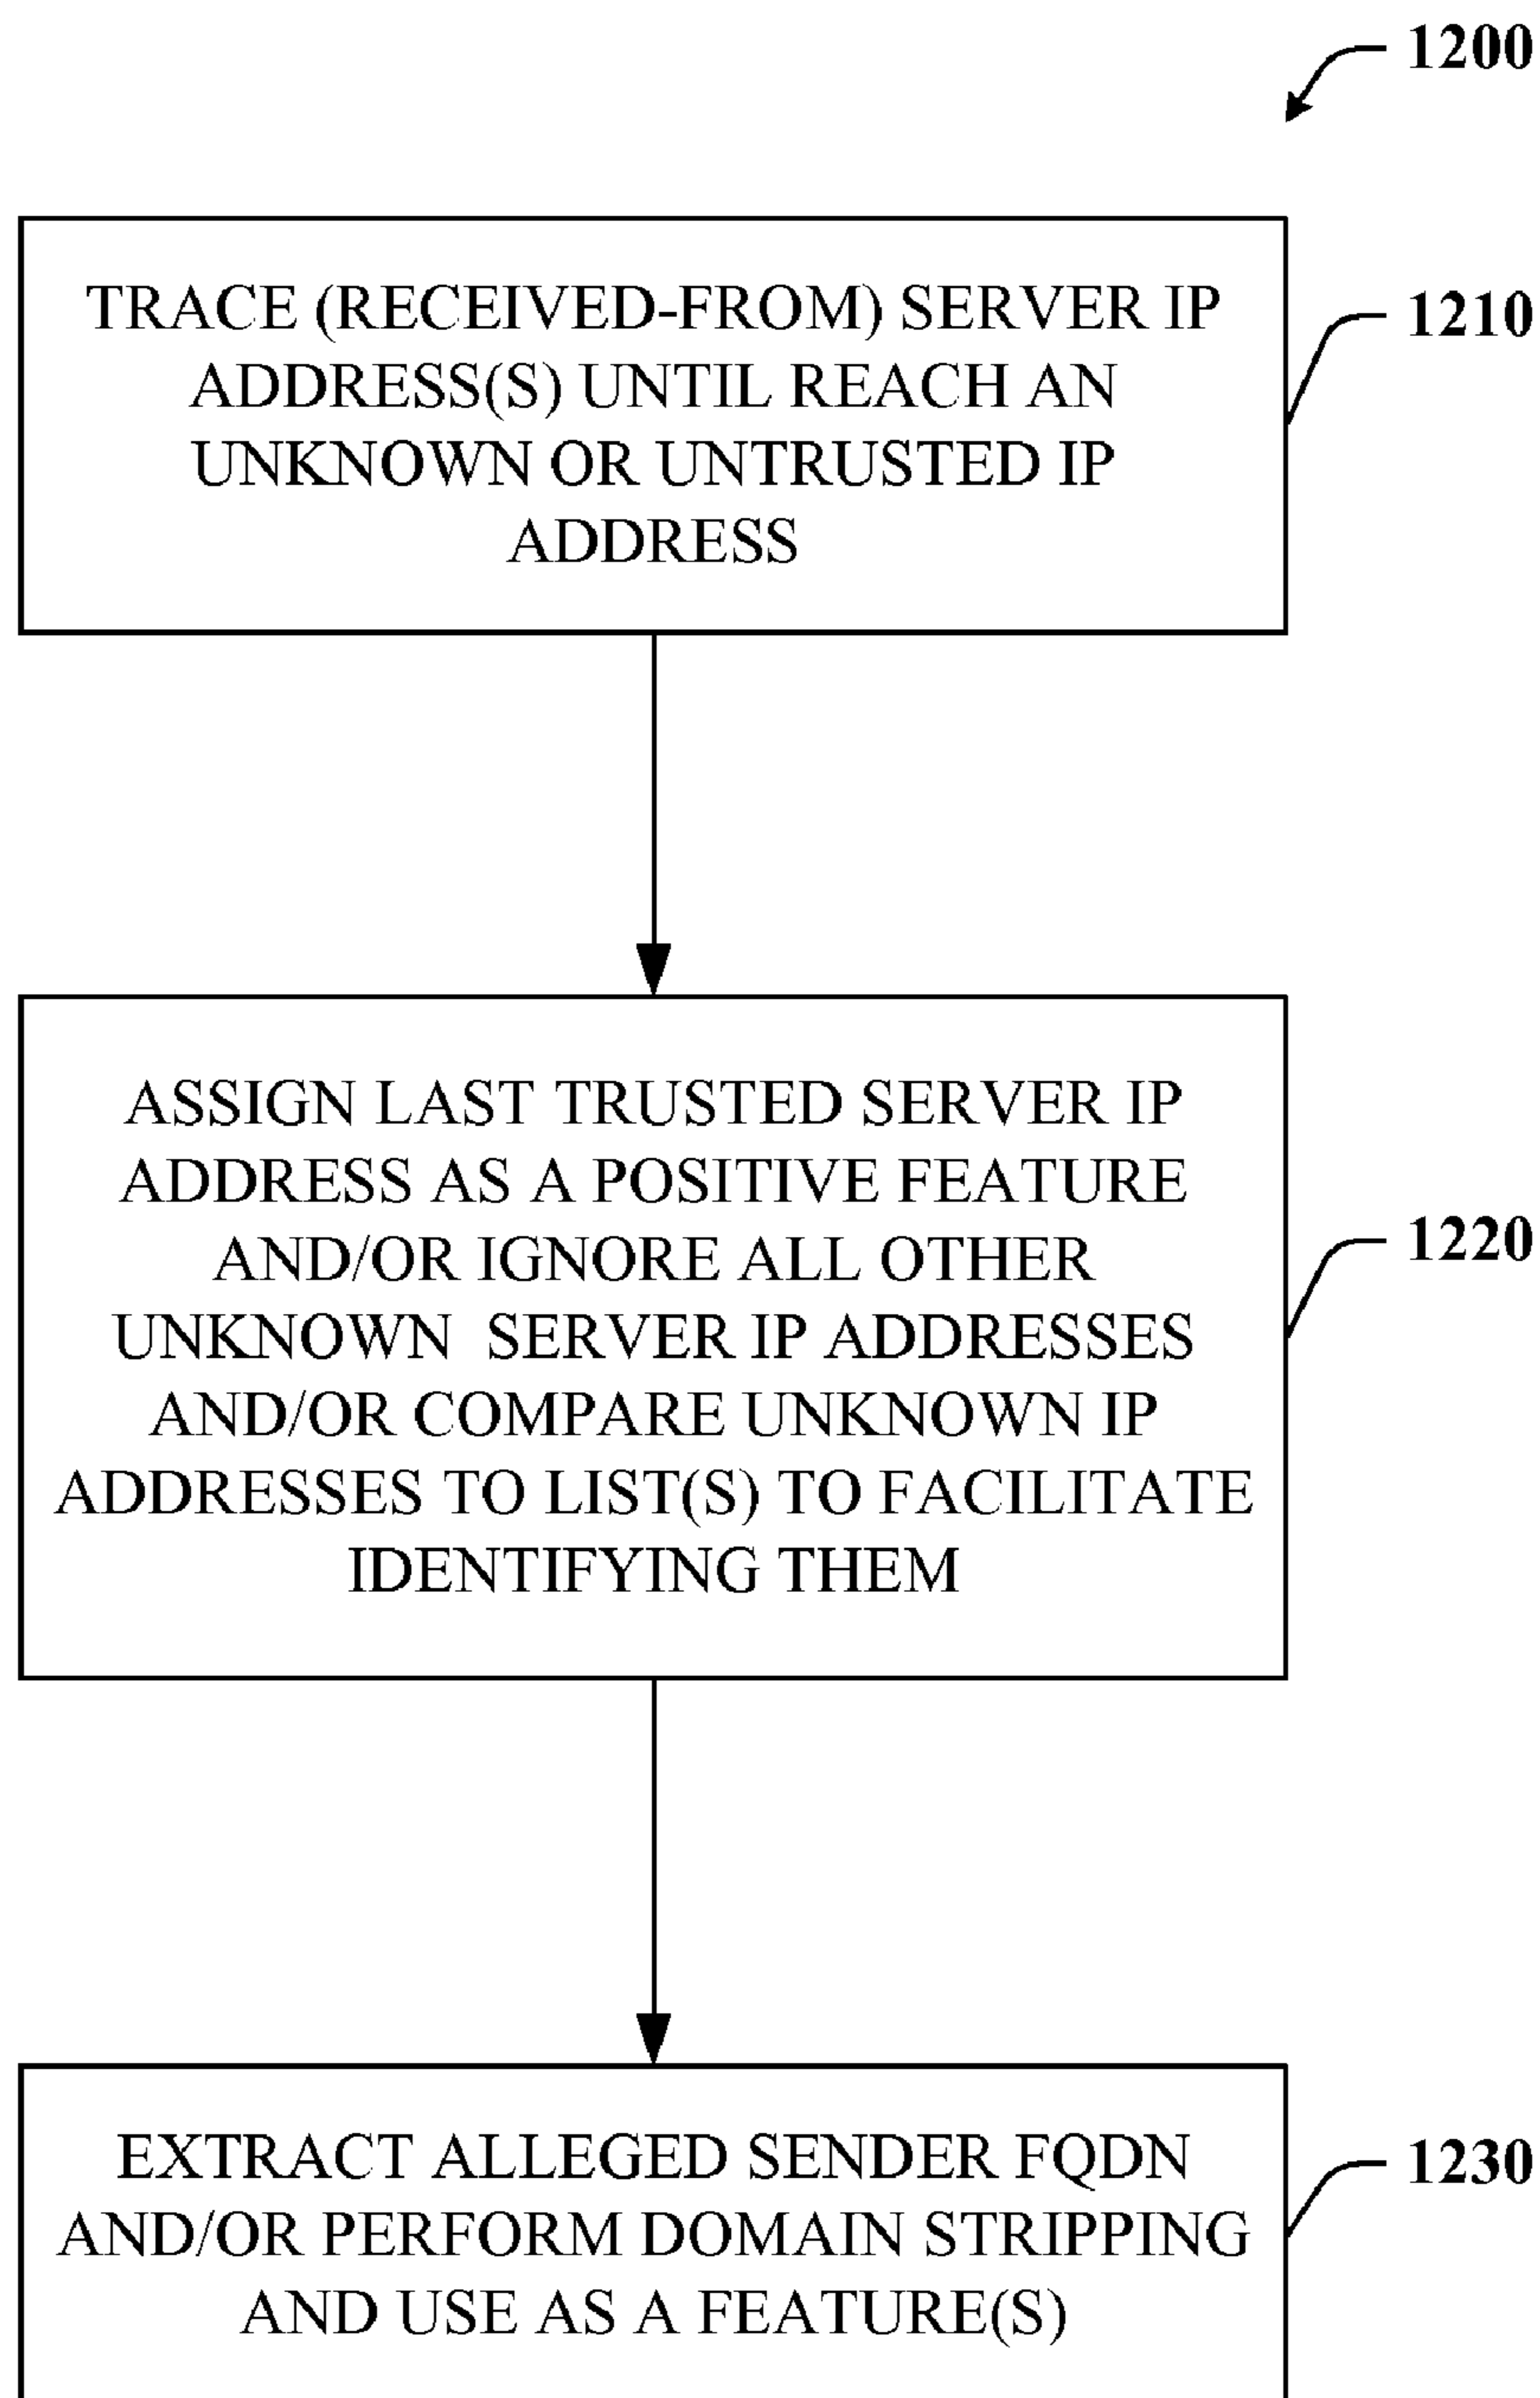 1200
TRACE (RECEIVED-FROM) SERVER IP
ADDRESS(S) UNTIL REACH AN
UNKNOWN OR UNTRUSTED IP
ADDRESS
1210
ASSIGN LAST TRUSTED SERVER IP
ADDRESS AS A POSITIVE FEATURE
AND/OR IGNORE ALL OTHER
UNKNOWN SERVER IP ADDRESSES
AND/OR COMPARE UNKNOWN IP
ADDRESSES TO LIST(S) TO FACILITATE
IDENTIFYING THEM
1220
EXTRACT ALLEGED SENDER FQDN
AND/OR PERFORM DOMAIN STRIPPING
AND USE AS A FEATURE(S)
1230